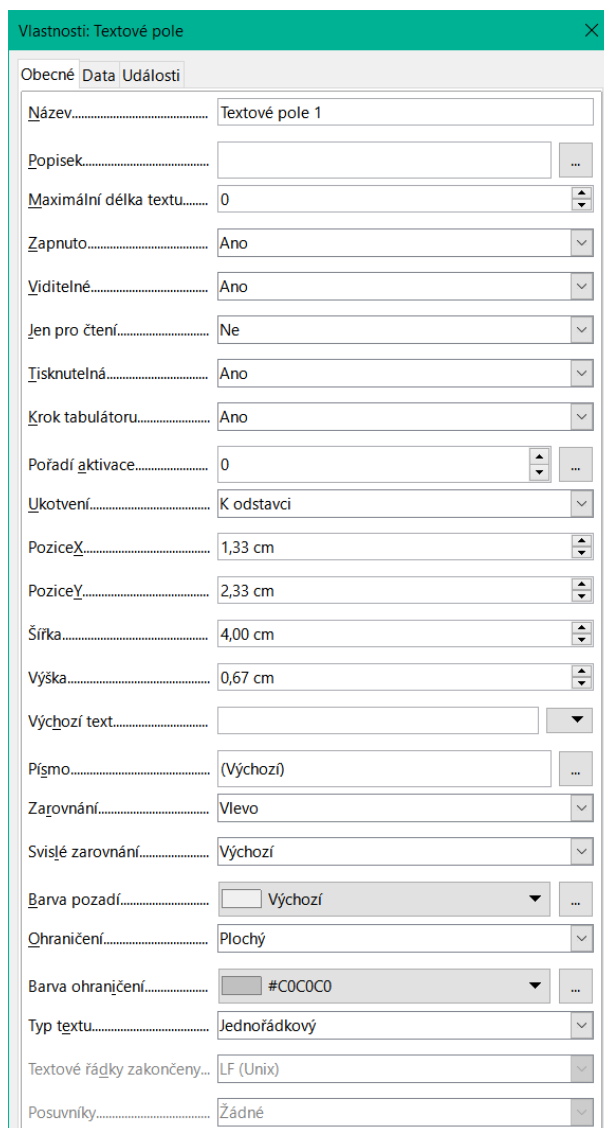 Vlastnosti: Textové pole
Obecné Data Události
Název........................................ Textové pole 1
Popisek..................................... ...
Maximální délka textu....... 0
Zapnuto................................... Ano
Viditelné.................................. Ano
Jen pro čtení........................... Ne
Tisknutelná.............................. Ano
Krok tabulátoru...................... Ano
Pořadí aktivace...................... 0 ...
Ukotvení................................... K odstavci
PoziceX..................................... 1,33 cm
PoziceY..................................... 2,33 cm
Šířka........................................... 4,00 cm
Výška.......................................... 0,67 cm
Výchozí text............................
Písmo......................................... (Výchozí) ...
Zarovnání................................ Vlevo
Svislé zarovnání...................... Výchozí
Barva pozadí........................... Výchozí ...
Ohraničení............................... Plochý
Barva ohraničení................... #C0C0C0 ...
Typ textu.................................. Jednořádkový
Textové řádky zakončeny... LF (Unix)
Posuvníky................................. Žádné